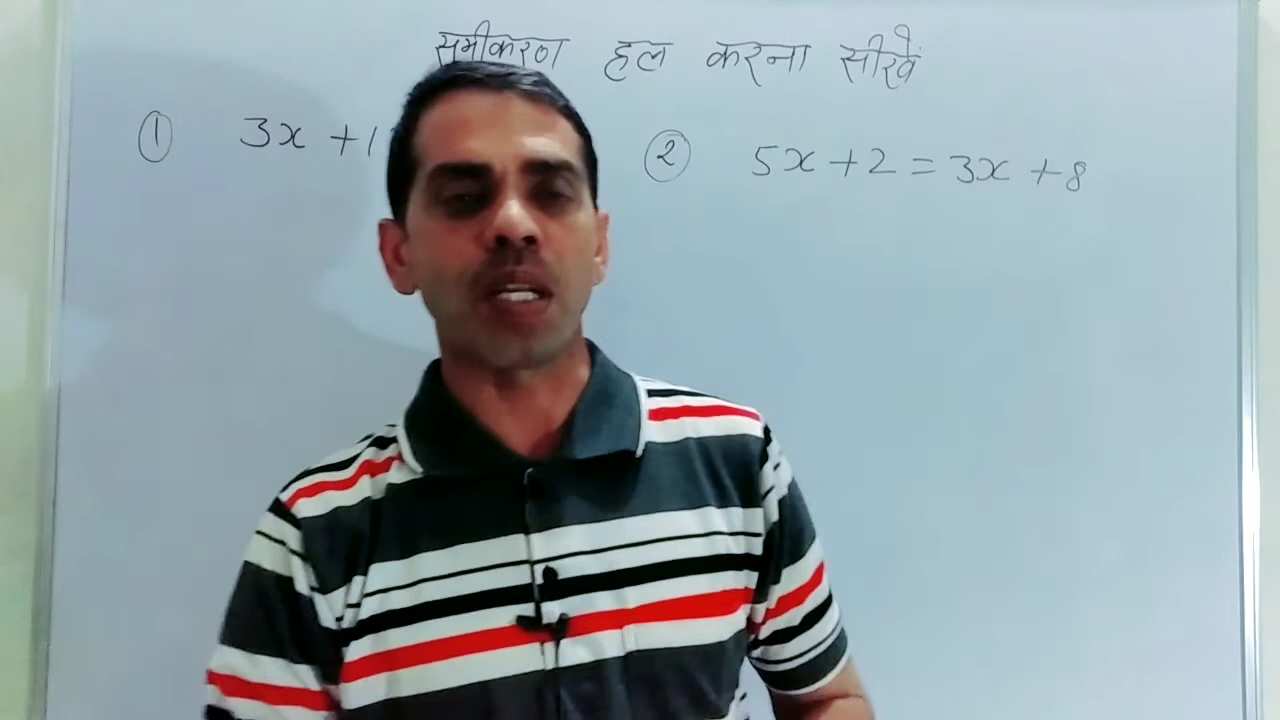 समीकरण हल करना सीखें
① 3x + 1
② 5x + 2 = 3x + 8